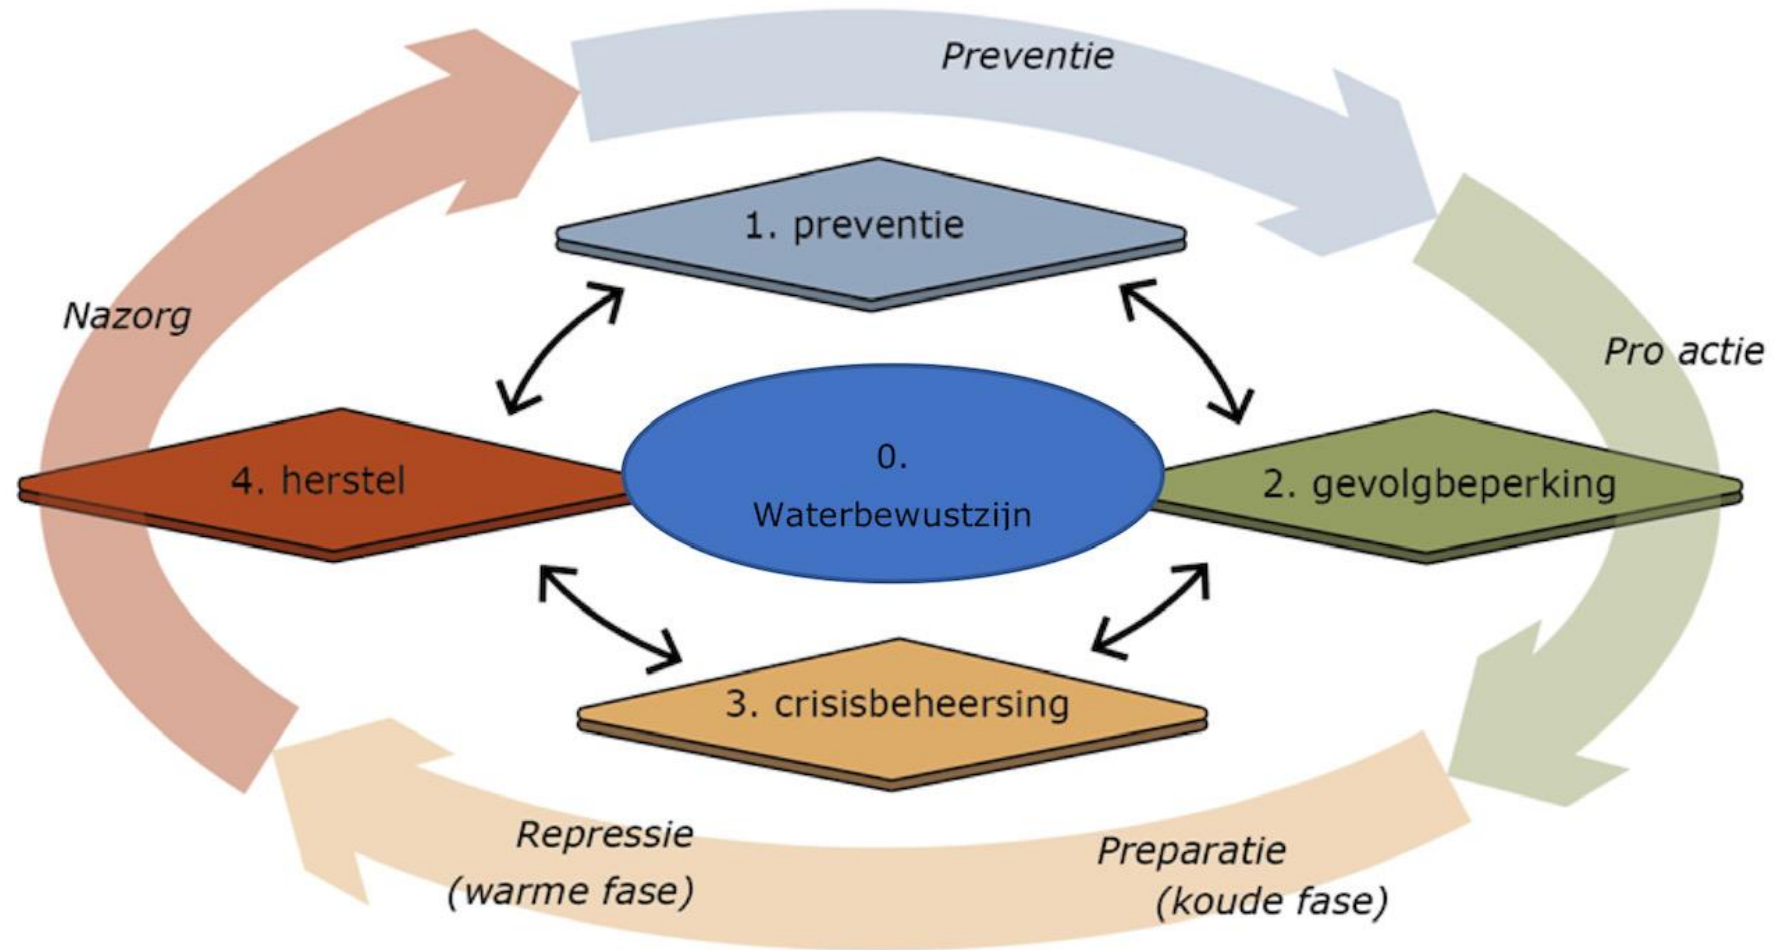 Preventie
1. preventie
Nazorg
Pro actie
0.
Waterbewustzijn
4. herstel
2. gevolgbeperking
3. crisisbeheersing
Repressie
(warme fase)
Preparatie
(koude fase)